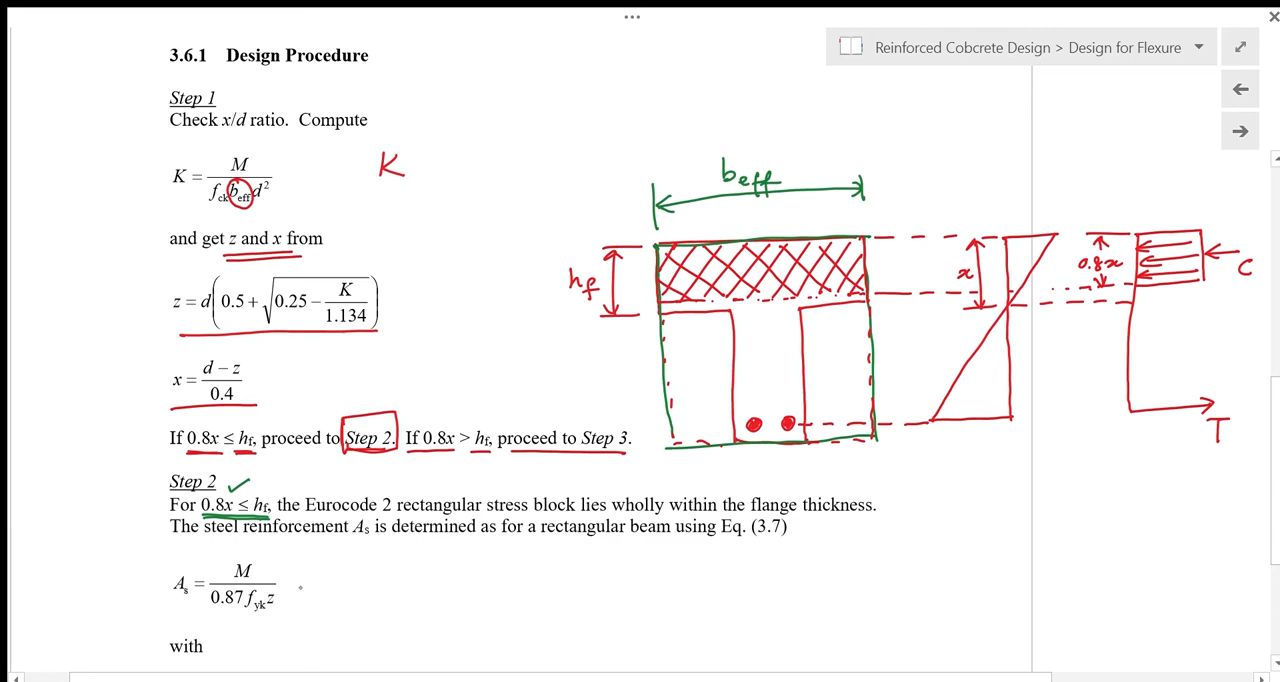 Reinforced Cobcrete Design > Design for Flexure
3.6.1 Design Procedure
Step 1
Check x/d ratio. Compute
K = M / f_ck b_eff d²
K
and get z and x from
z = d(0.5 + √(0.25 − K/1.134))
x = (d − z) / 0.4
If 0.8x ≤ h_f, proceed to Step 2. If 0.8x > h_f, proceed to Step 3.
b_eff
h_f
x
0.8x
C
T
Step 2
For 0.8x ≤ h_f, the Eurocode 2 rectangular stress block lies wholly within the flange thickness.
The steel reinforcement A_s is determined as for a rectangular beam using Eq. (3.7)
A_s = M / 0.87 f_yk z
with